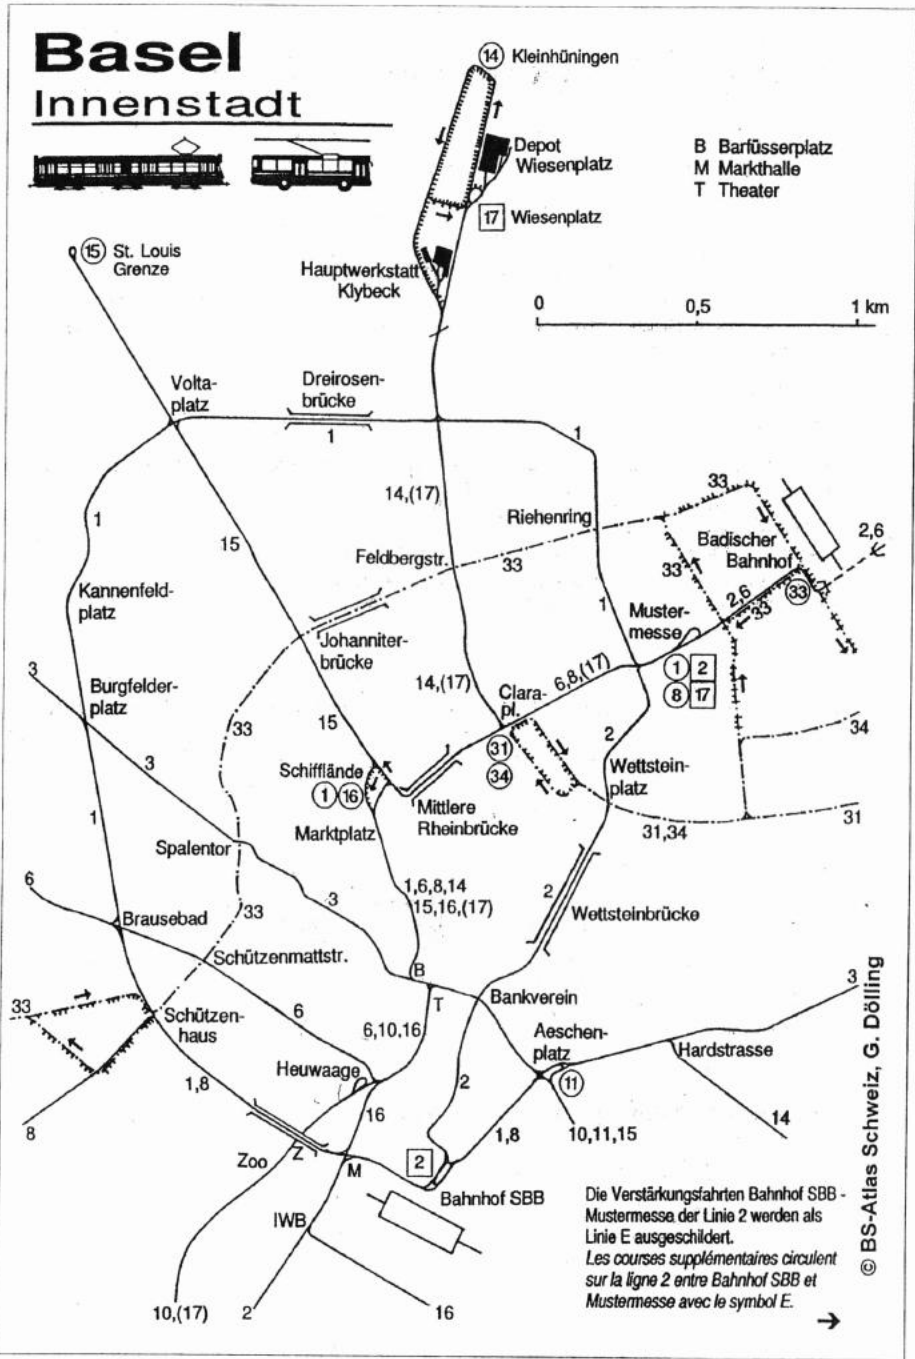 Basel
Innenstadt
14 Kleinhüningen
Depot
Wiesenplatz
B Barfüsserplatz
M Markthalle
T Theater
17 Wiesenplatz
15 St. Louis
Grenze
Hauptwerkstatt
Klybeck
0 0,5 1 km
Volta-
platz
Dreirosen-
brücke
1
1
14,(17)
33
Riehenring
Badischer
Bahnhof
2,6
1
15
Feldbergstr.
33
33
2,6
33
33
Kannenfeld-
platz
1
Muster-
messe
Johanniter-
brücke
3
Burgfelder-
platz
14,(17)
6,8,(17)
1 2
8 17
Clara-
pl.
33
15
3
2
34
Schifflände
1 16
1
31
34
Wettstein-
platz
1
Marktplatz
Mittlere
Rheinbrücke
31,34
31
Spalentor
6
3
1,6,8,14
15,16,(17)
2
Brausebad
33
Wettsteinbrücke
Schützenmattstr.
B
T
Bankverein
3
33
Schützen-
haus
6
6,10,16
Aeschen-
platz
Hardstrasse
Heuwaage
2
11
1,8
16
8
1,8
10,11,15
14
Zoo
Z
M
2
Bahnhof SBB
IWB
10,(17)
2
16
Die Verstärkungsfahrten Bahnhof SBB -
Mustermesse der Linie 2 werden als
Linie E ausgeschildert.
Les courses supplémentaires circulent
sur la ligne 2 entre Bahnhof SBB et
Mustermesse avec le symbol E.
© BS-Atlas Schweiz, G. Dölling